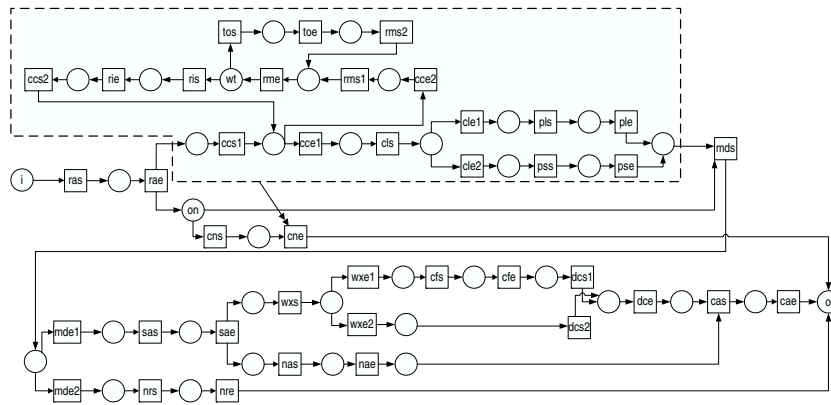 tos toe rms2
ccs2 rie ris wt rme rms1 cce2
cle1 pls ple
ccs1 cce1 cls mds
cle2 pss pse
i ras rae
on
cns cne
wxe1 cfs cfe dcs1
wxs dce cas cae o
mde1 sas sae wxe2 dcs2
nas nae
mde2 nrs nre